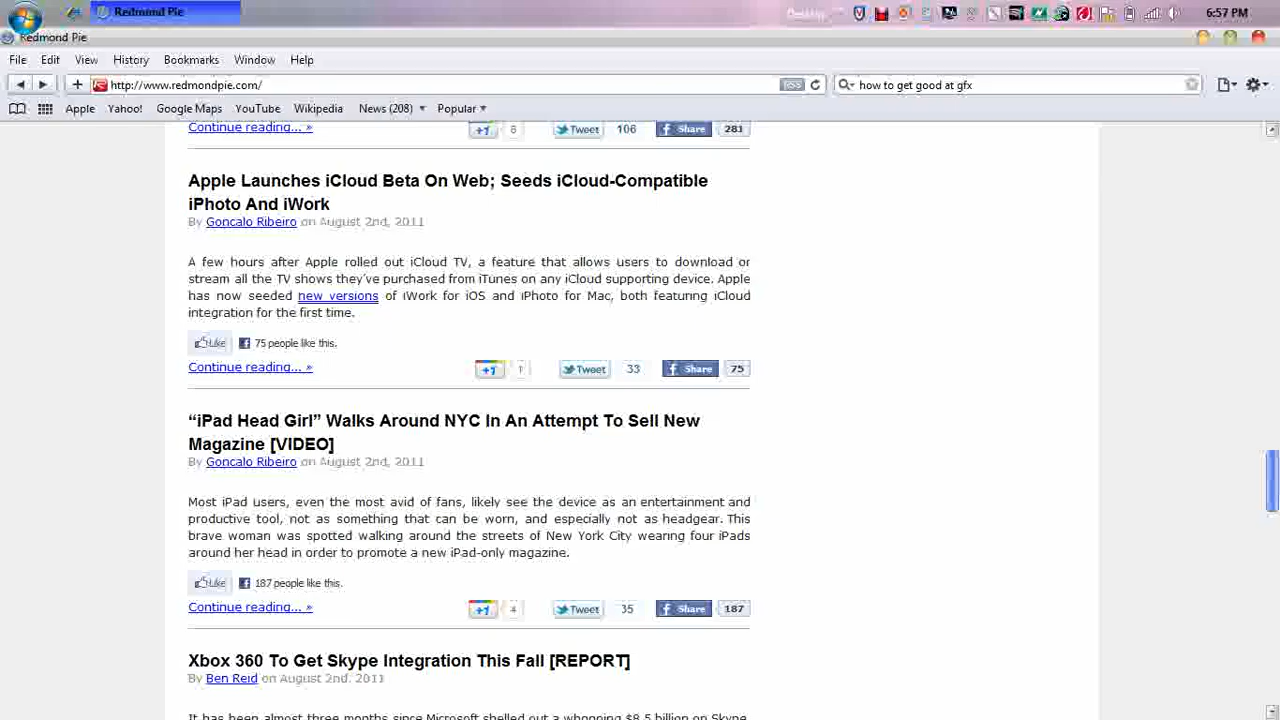 Redmond Pie
6:57 PM
Redmond Pie
File Edit View History Bookmarks Window Help
http://www.redmondpie.com/ RSS how to get good at gfx
Apple Yahoo! Google Maps YouTube Wikipedia News (208) Popular
Continue reading... » +1 8 Tweet 106 Share 281
Apple Launches iCloud Beta On Web; Seeds iCloud-Compatible
iPhoto And iWork
By Goncalo Ribeiro on August 2nd, 2011
A few hours after Apple rolled out iCloud TV, a feature that allows users to download or
stream all the TV shows they've purchased from iTunes on any iCloud supporting device. Apple
has now seeded new versions of iWork for iOS and iPhoto for Mac, both featuring iCloud
integration for the first time.
Like 75 people like this.
Continue reading... » +1 1 Tweet 33 Share 75
“iPad Head Girl” Walks Around NYC In An Attempt To Sell New
Magazine [VIDEO]
By Goncalo Ribeiro on August 2nd, 2011
Most iPad users, even the most avid of fans, likely see the device as an entertainment and
productive tool, not as something that can be worn, and especially not as headgear. This
brave woman was spotted walking around the streets of New York City wearing four iPads
around her head in order to promote a new iPad-only magazine.
Like 187 people like this.
Continue reading... » +1 4 Tweet 35 Share 187
Xbox 360 To Get Skype Integration This Fall [REPORT]
By Ben Reid on August 2nd, 2011
It has been almost three months since Microsoft shelled out a whopping $8.5 billion on Skype,